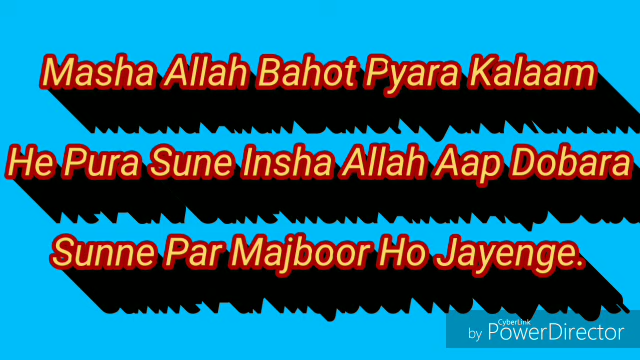 Masha Allah Bahot Pyara Kalaam
He Pura Sune Insha Allah Aap Dobara
Sunne Par Majboor Ho Jayenge.
CyberLink
by PowerDirector